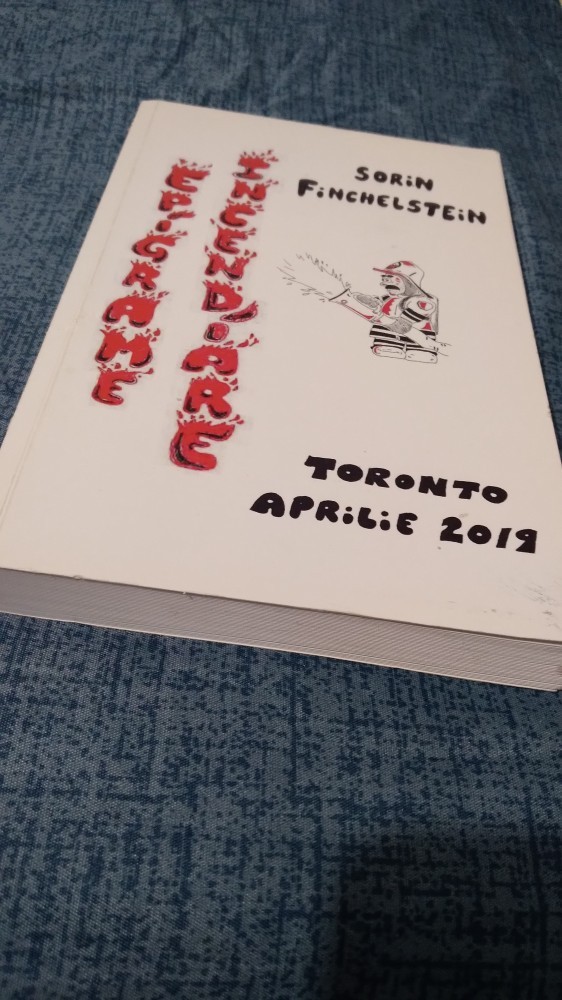 EPiGRAME
INCENDiARE
SORiN
FiNCHELSTEiN
TORONTO
APRiLiE 2019